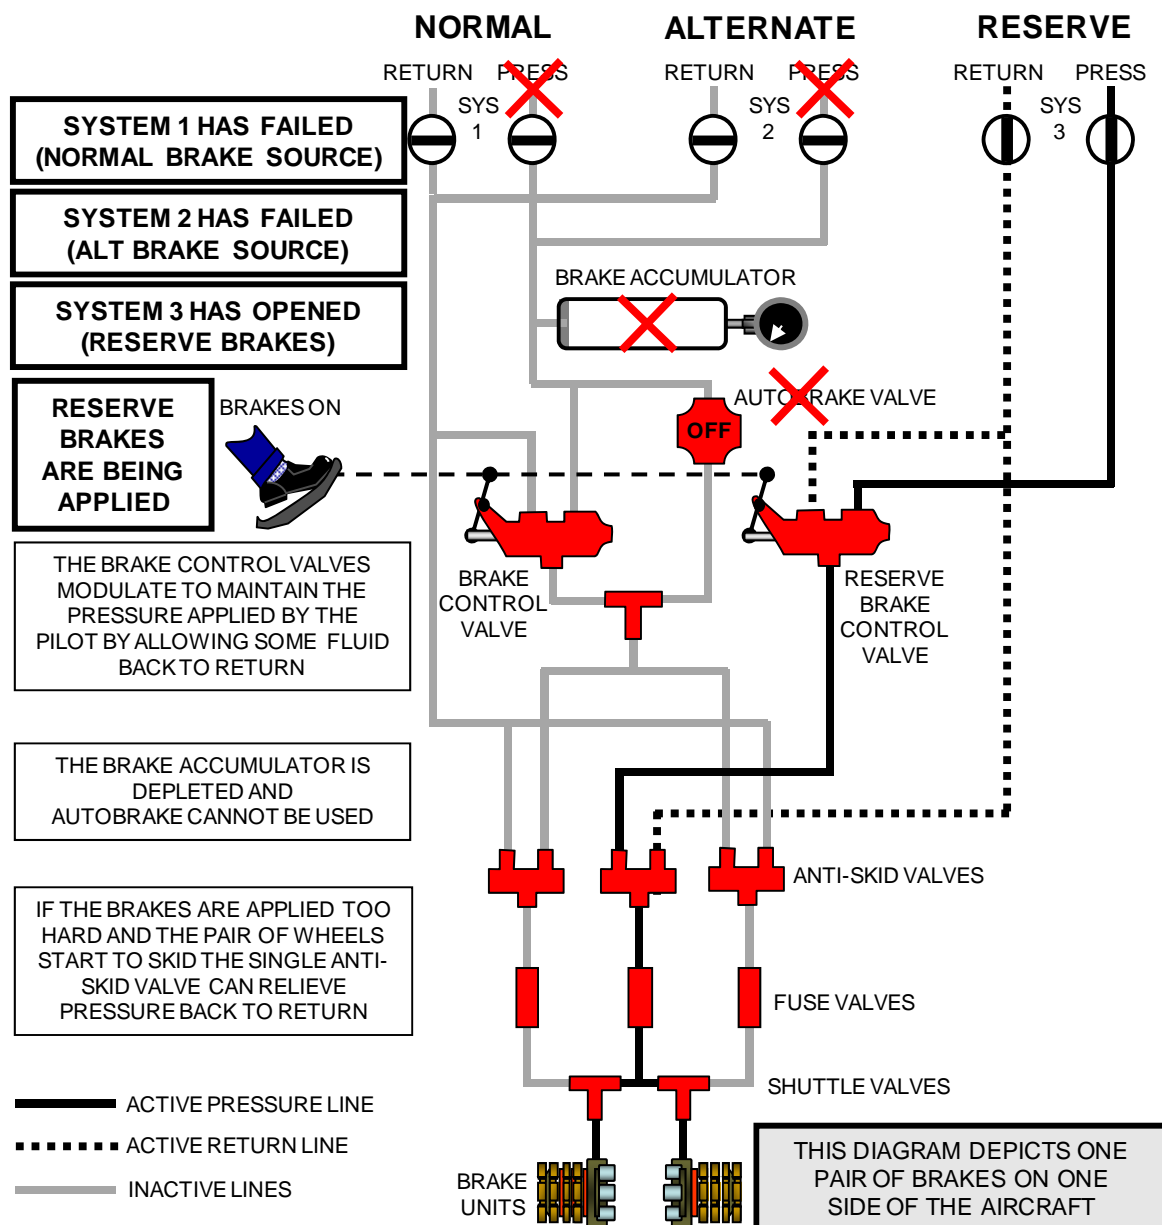 NORMAL
ALTERNATE
RESERVE
RETURN
PRESS
RETURN
PRESS
RETURN
PRESS
SYS
1
SYS
2
SYS
3
SYSTEM 1 HAS FAILED
(NORMAL BRAKE SOURCE)
SYSTEM 2 HAS FAILED
(ALT BRAKE SOURCE)
SYSTEM 3 HAS OPENED
(RESERVE BRAKES)
BRAKE ACCUMULATOR
RESERVE
BRAKES
ARE BEING
APPLIED
BRAKES ON
AUTOBRAKE VALVE
OFF
THE BRAKE CONTROL VALVES
MODULATE TO MAINTAIN THE
PRESSURE APPLIED BY THE
PILOT BY ALLOWING SOME FLUID
BACK TO RETURN
BRAKE
CONTROL
VALVE
RESERVE
BRAKE
CONTROL
VALVE
THE BRAKE ACCUMULATOR IS
DEPLETED AND
AUTOBRAKE CANNOT BE USED
ANTI-SKID VALVES
IF THE BRAKES ARE APPLIED TOO
HARD AND THE PAIR OF WHEELS
START TO SKID THE SINGLE ANTI-
SKID VALVE CAN RELIEVE
PRESSURE BACK TO RETURN
FUSE VALVES
SHUTTLE VALVES
ACTIVE PRESSURE LINE
ACTIVE RETURN LINE
INACTIVE LINES
BRAKE
UNITS
THIS DIAGRAM DEPICTS ONE
PAIR OF BRAKES ON ONE
SIDE OF THE AIRCRAFT